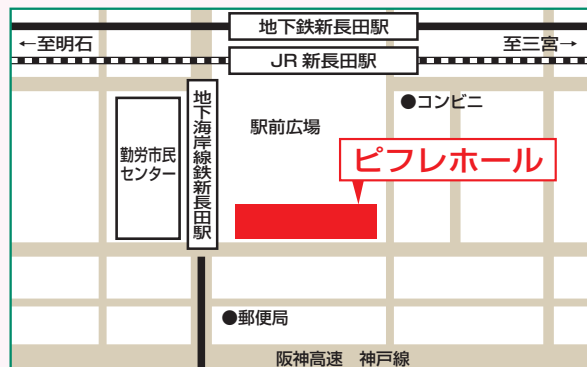 地下鉄新長田駅
←至明石
至三宮→
JR 新長田駅
●コンビニ
地下海岸線鉄新長田駅
駅前広場
勤労市民
センター
ピフレホール
●郵便局
阪神高速　神戸線